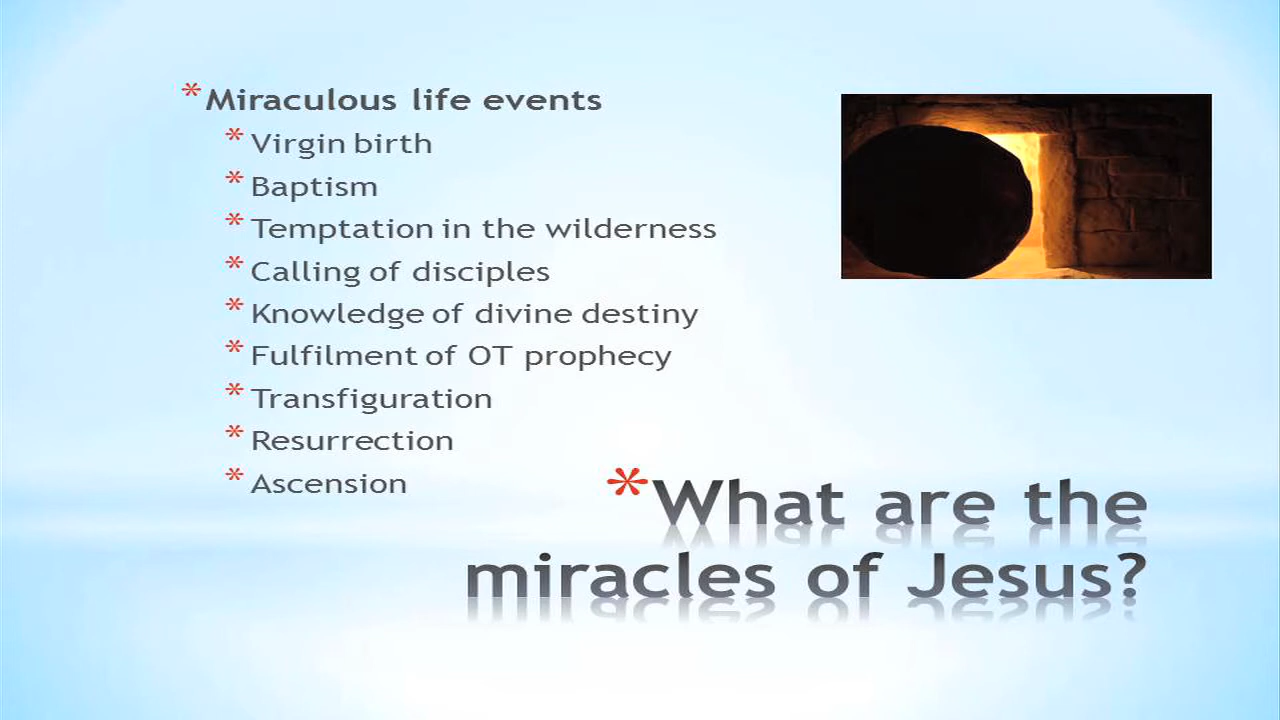 * Miraculous life events
* Virgin birth
* Baptism
* Temptation in the wilderness
* Calling of disciples
* Knowledge of divine destiny
* Fulfilment of OT prophecy
* Transfiguration
* Resurrection
* Ascension
* What are the
miracles of Jesus?